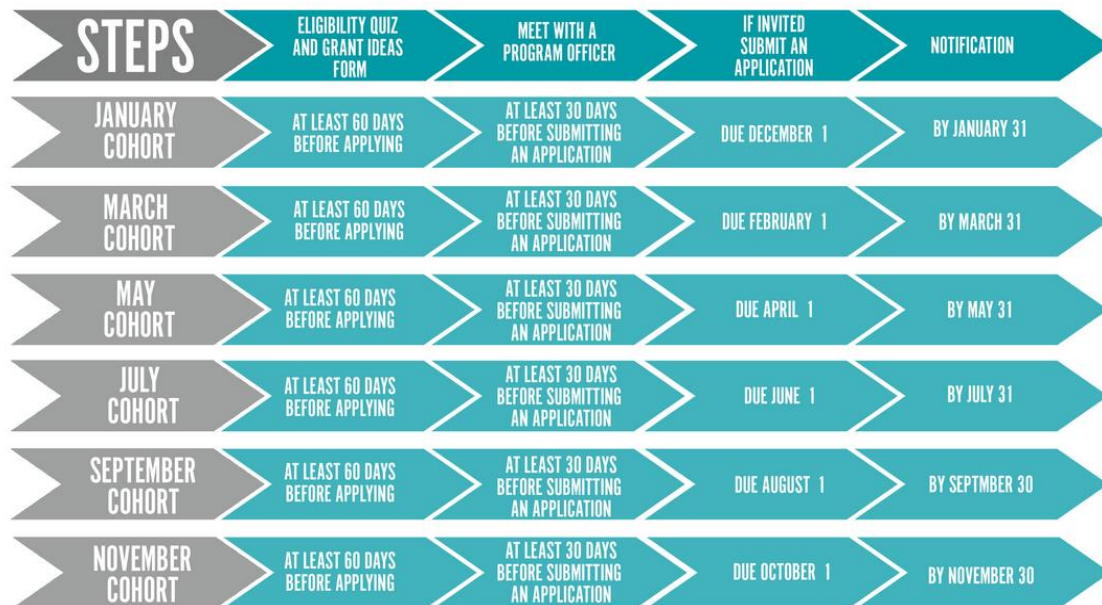 STEPS
ELIGIBILITY QUIZ
AND GRANT IDEAS
FORM
MEET WITH A
PROGRAM OFFICER
IF INVITED
SUBMIT AN
APPLICATION
NOTIFICATION
JANUARY
COHORT
AT LEAST 60 DAYS
BEFORE APPLYING
AT LEAST 30 DAYS
BEFORE SUBMITTING
AN APPLICATION
DUE DECEMBER 1
BY JANUARY 31
MARCH
COHORT
AT LEAST 60 DAYS
BEFORE APPLYING
AT LEAST 30 DAYS
BEFORE SUBMITTING
AN APPLICATION
DUE FEBRUARY 1
BY MARCH 31
MAY
COHORT
AT LEAST 60 DAYS
BEFORE APPLYING
AT LEAST 30 DAYS
BEFORE SUBMITTING
AN APPLICATION
DUE APRIL 1
BY MAY 31
JULY
COHORT
AT LEAST 60 DAYS
BEFORE APPLYING
AT LEAST 30 DAYS
BEFORE SUBMITTING
AN APPLICATION
DUE JUNE 1
BY JULY 31
SEPTEMBER
COHORT
AT LEAST 60 DAYS
BEFORE APPLYING
AT LEAST 30 DAYS
BEFORE SUBMITTING
AN APPLICATION
DUE AUGUST 1
BY SEPTMBER 30
NOVEMBER
COHORT
AT LEAST 60 DAYS
BEFORE APPLYING
AT LEAST 30 DAYS
BEFORE SUBMITTING
AN APPLICATION
DUE OCTOBER 1
BY NOVEMBER 30